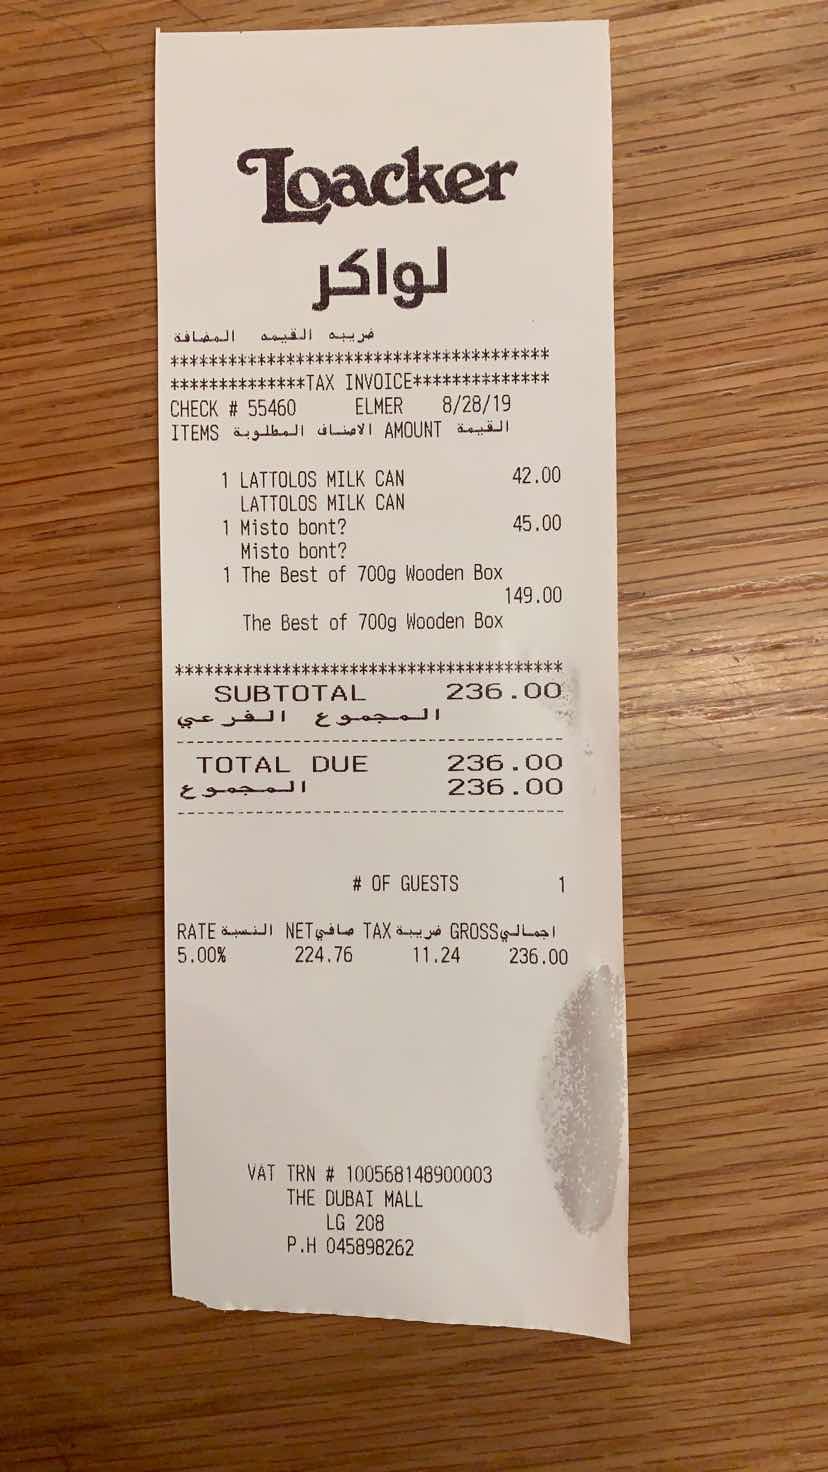 Loacker
لواكر
ضريبه القيمه المضافة
***************************************
**************TAX INVOICE**************
CHECK # 55460 ELMER 8/28/19
ITEMS الاصناف المطلوبة AMOUNT القيمة
1 LATTOLOS MILK CAN 42.00
LATTOLOS MILK CAN
1 Misto bont? 45.00
Misto bont?
1 The Best of 700g Wooden Box
149.00
The Best of 700g Wooden Box
****************************************
SUBTOTAL 236.00
المجموع الفرعي
----------------------------------------
TOTAL DUE 236.00
المجموع 236.00
----------------------------------------
# OF GUESTS 1
RATE النسبة NET صافي TAX ضريبة GROSS اجمالي
5.00% 224.76 11.24 236.00
VAT TRN # 100568148900003
THE DUBAI MALL
LG 208
P.H 045898262